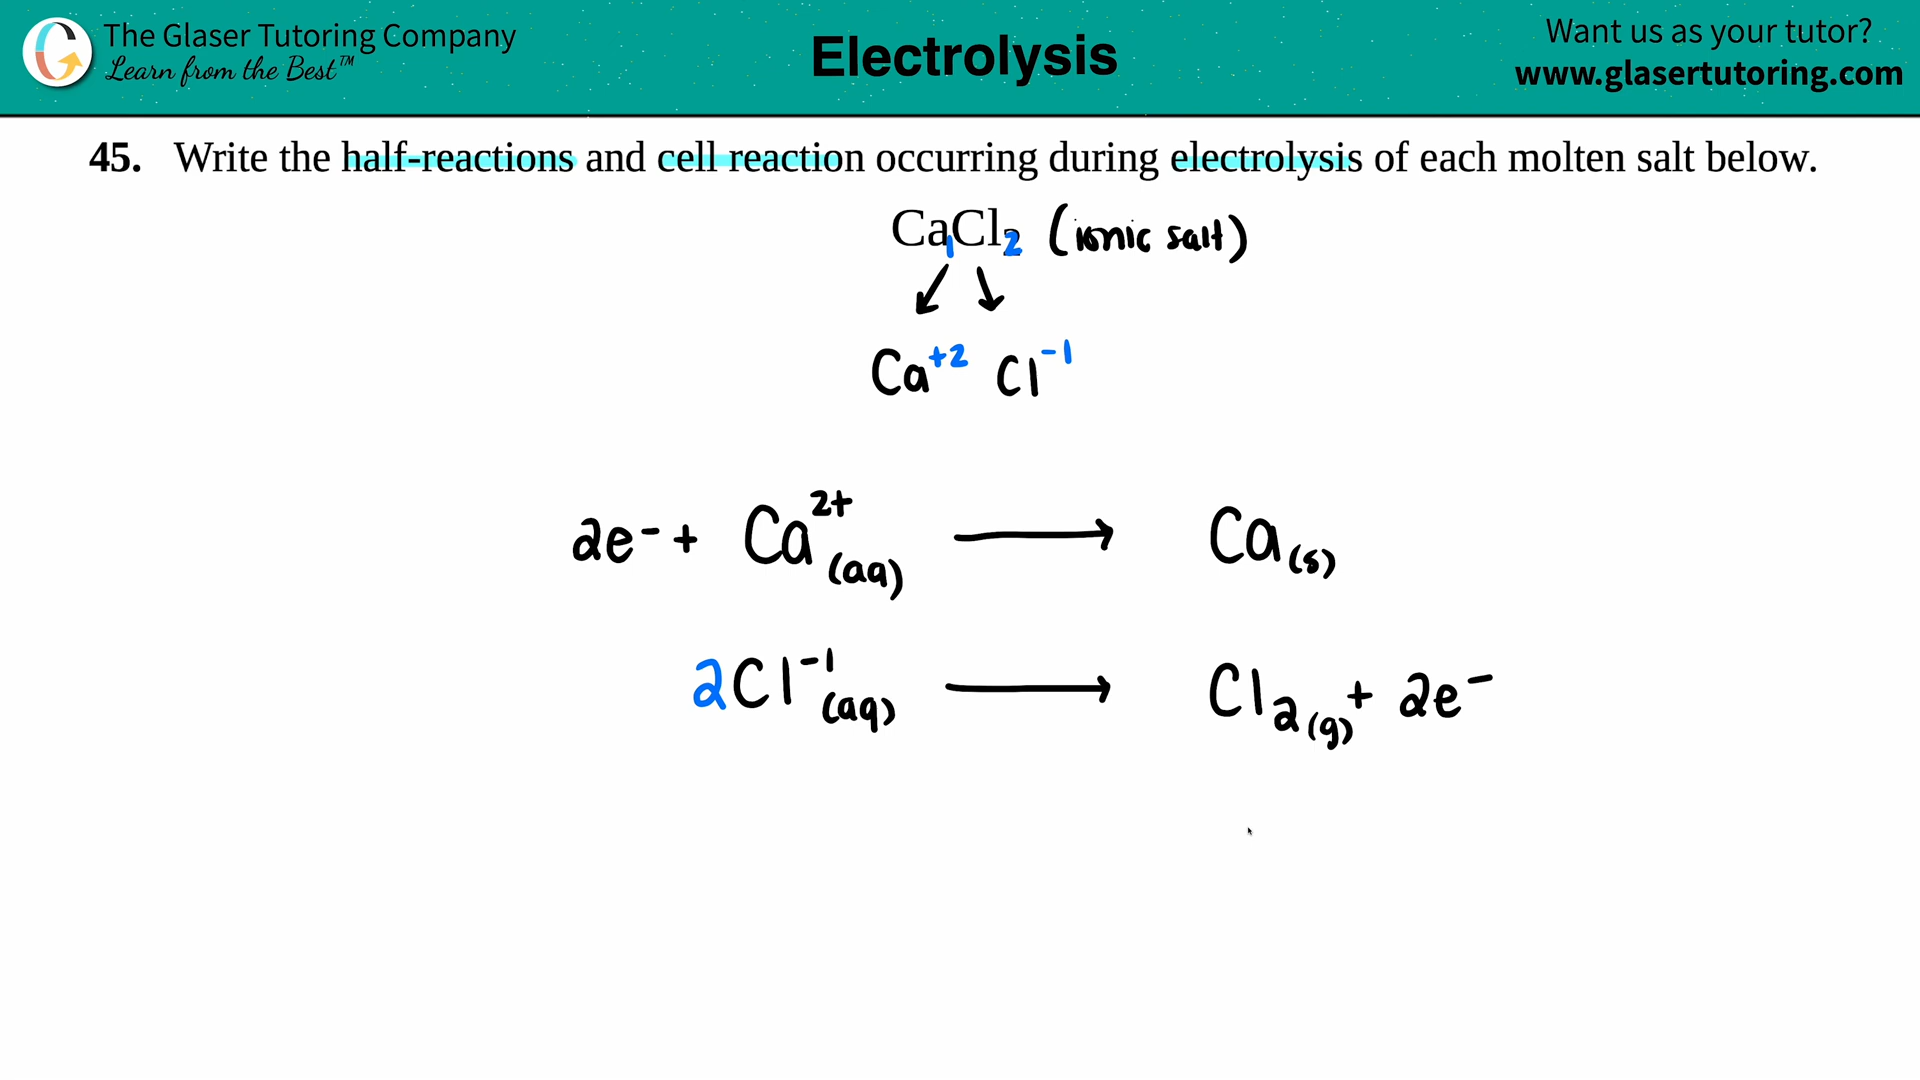 The Glaser Tutoring Company
Learn from the Best™
Electrolysis
Want us as your tutor?
www.glasertutoring.com
45. Write the half-reactions and cell reaction occurring during electrolysis of each molten salt below.
CaCl₂ (ionic salt)
1 2
↙ ↘
Ca⁺² Cl⁻¹
2e⁻ + Ca²⁺(aq) ⟶ Ca(s)
2Cl⁻¹(aq) ⟶ Cl₂(g) + 2e⁻